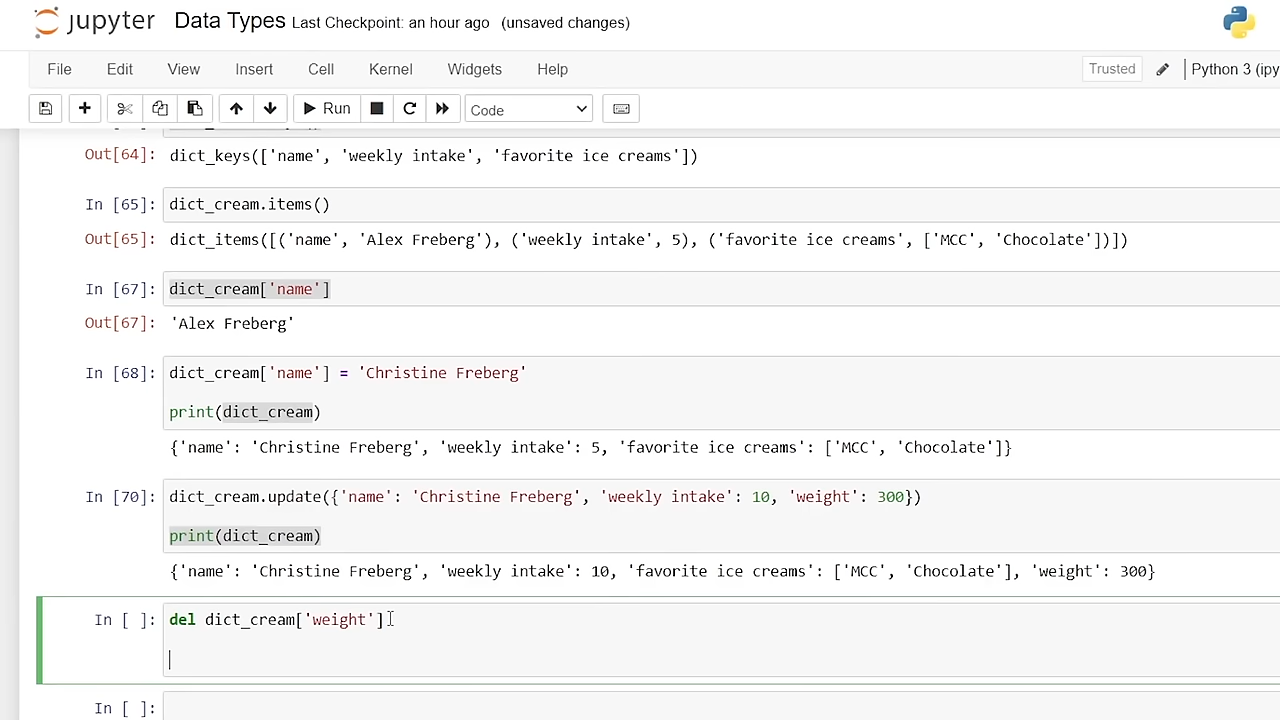 jupyter Data Types Last Checkpoint: an hour ago (unsaved changes)
File Edit View Insert Cell Kernel Widgets Help Trusted Python 3 (ipy
Run Code
Out[64]: dict_keys(['name', 'weekly intake', 'favorite ice creams'])
In [65]: dict_cream.items()
Out[65]: dict_items([('name', 'Alex Freberg'), ('weekly intake', 5), ('favorite ice creams', ['MCC', 'Chocolate'])])
In [67]: dict_cream['name']
Out[67]: 'Alex Freberg'
In [68]: dict_cream['name'] = 'Christine Freberg'
print(dict_cream)
{'name': 'Christine Freberg', 'weekly intake': 5, 'favorite ice creams': ['MCC', 'Chocolate']}
In [70]: dict_cream.update({'name': 'Christine Freberg', 'weekly intake': 10, 'weight': 300})
print(dict_cream)
{'name': 'Christine Freberg', 'weekly intake': 10, 'favorite ice creams': ['MCC', 'Chocolate'], 'weight': 300}
In [ ]: del dict_cream['weight']
In [ ]: